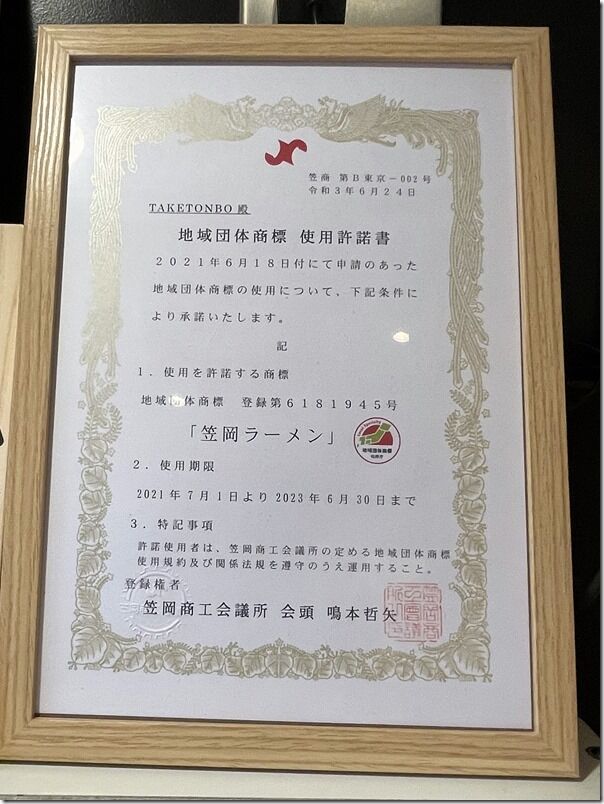 笠商 第B東京－002号
令和3年6月24日
TAKETONBO 殿
地域団体商標 使用許諾書
2021年6月18日付にて申請のあった
地域団体商標の使用について、下記条件に
より承諾いたします。
記
1．使用を許諾する商標
地域団体商標　登録第6181945号
「笠岡ラーメン」
地域団体商標
特許庁
2．使用期限
2021年7月1日より2023年6月30日まで
3．特記事項
許諾使用者は、笠岡商工会議所の定める地域団体商標
使用規約及び関係法規を遵守のうえ運用すること。
登録権者
笠岡商工会議所 会頭 鳴本哲矢